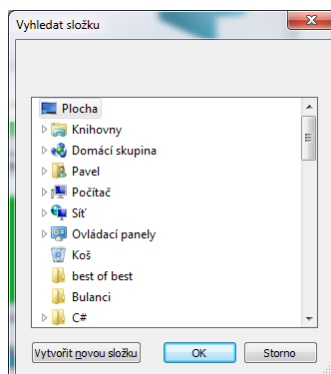 Vyhledat složku
Plocha
Knihovny
Domácí skupina
Pavel
Počítač
Síť
Ovládací panely
Koš
best of best
Bulanci
C#
Vytvořit novou složku
OK
Storno